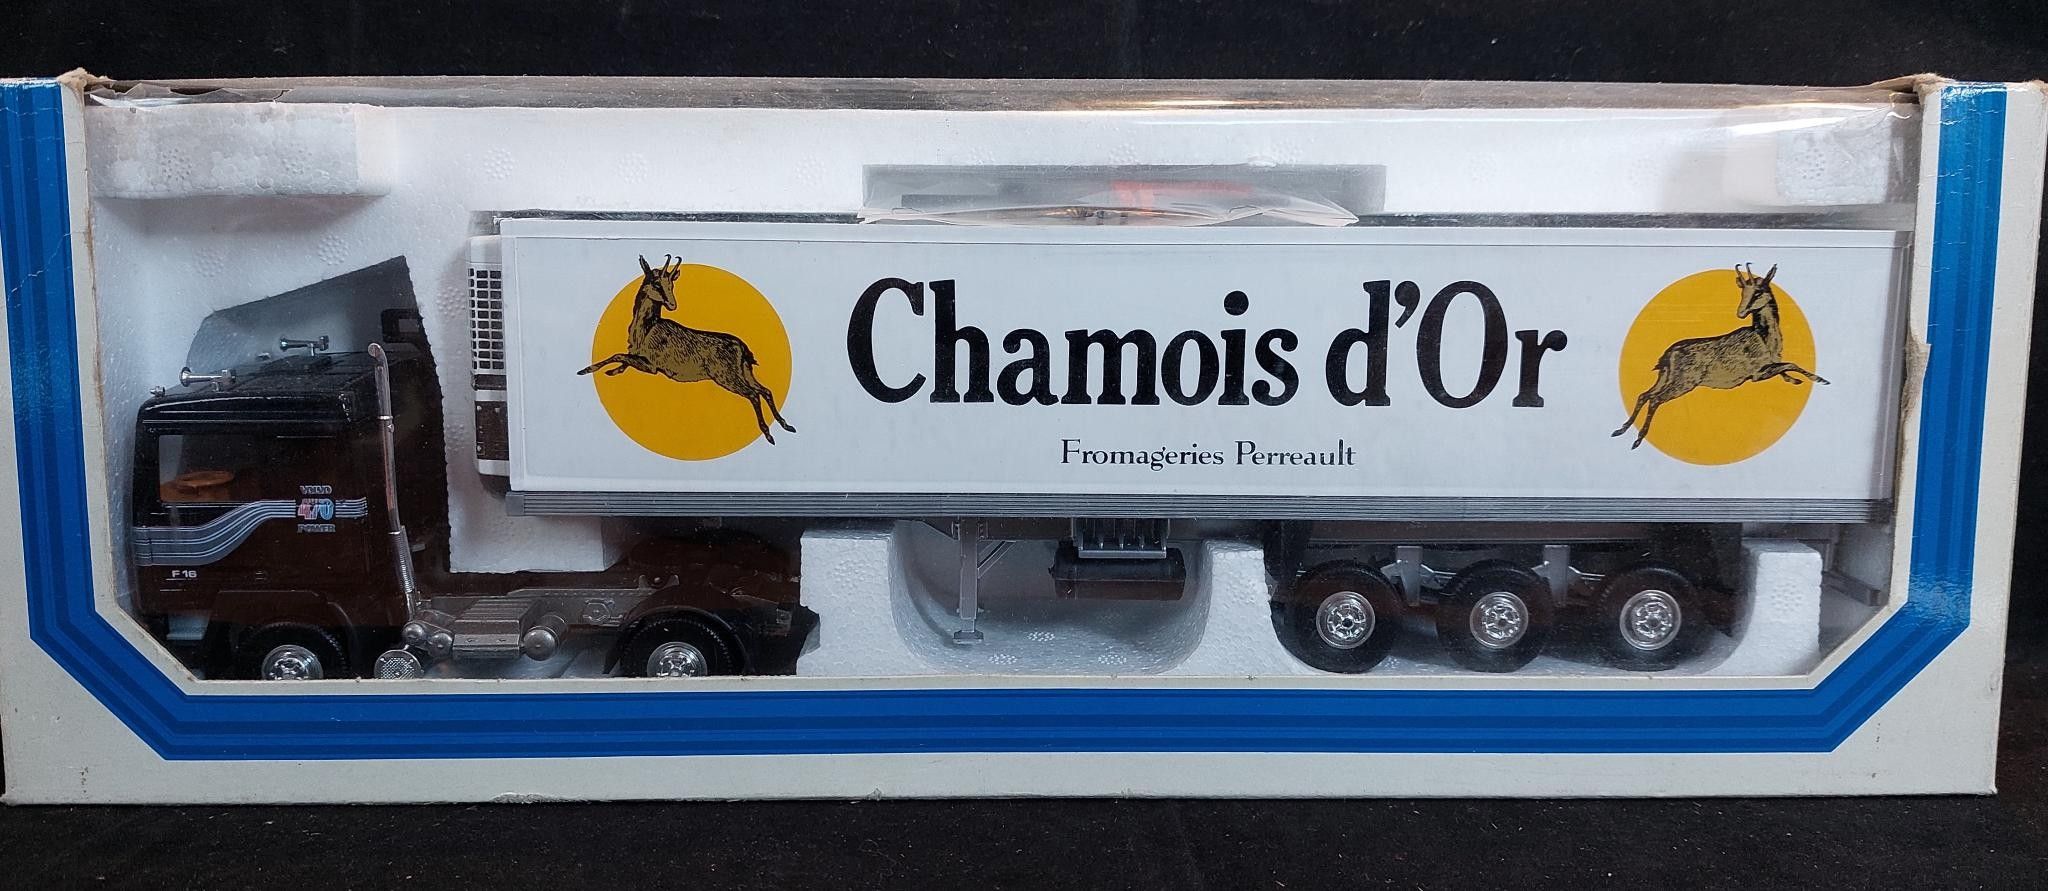 Chamois d'Or
Fromageries Perreault
VOLVO
470
POWER
F16